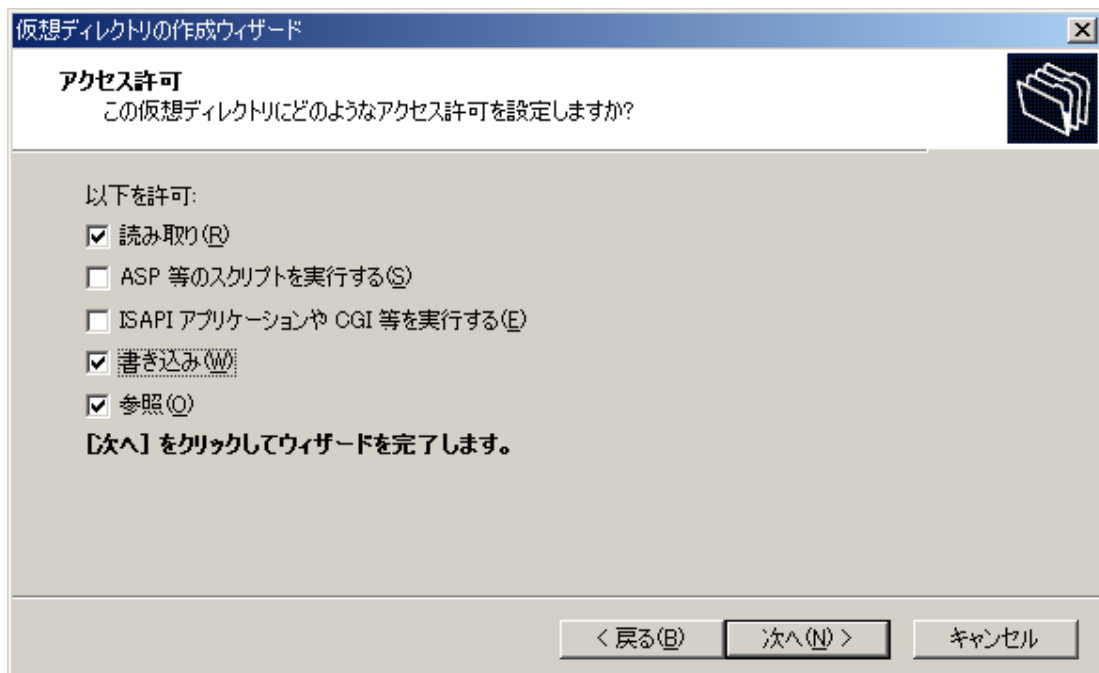 仮想ディレクトリの作成ウィザード
アクセス許可
この仮想ディレクトリにどのようなアクセス許可を設定しますか?
以下を許可:
読み取り(R)
ASP 等のスクリプトを実行する(S)
ISAPI アプリケーションや CGI 等を実行する(E)
書き込み(W)
参照(O)
[次へ] をクリックしてウィザードを完了します。
< 戻る(B) 次へ(N) > キャンセル